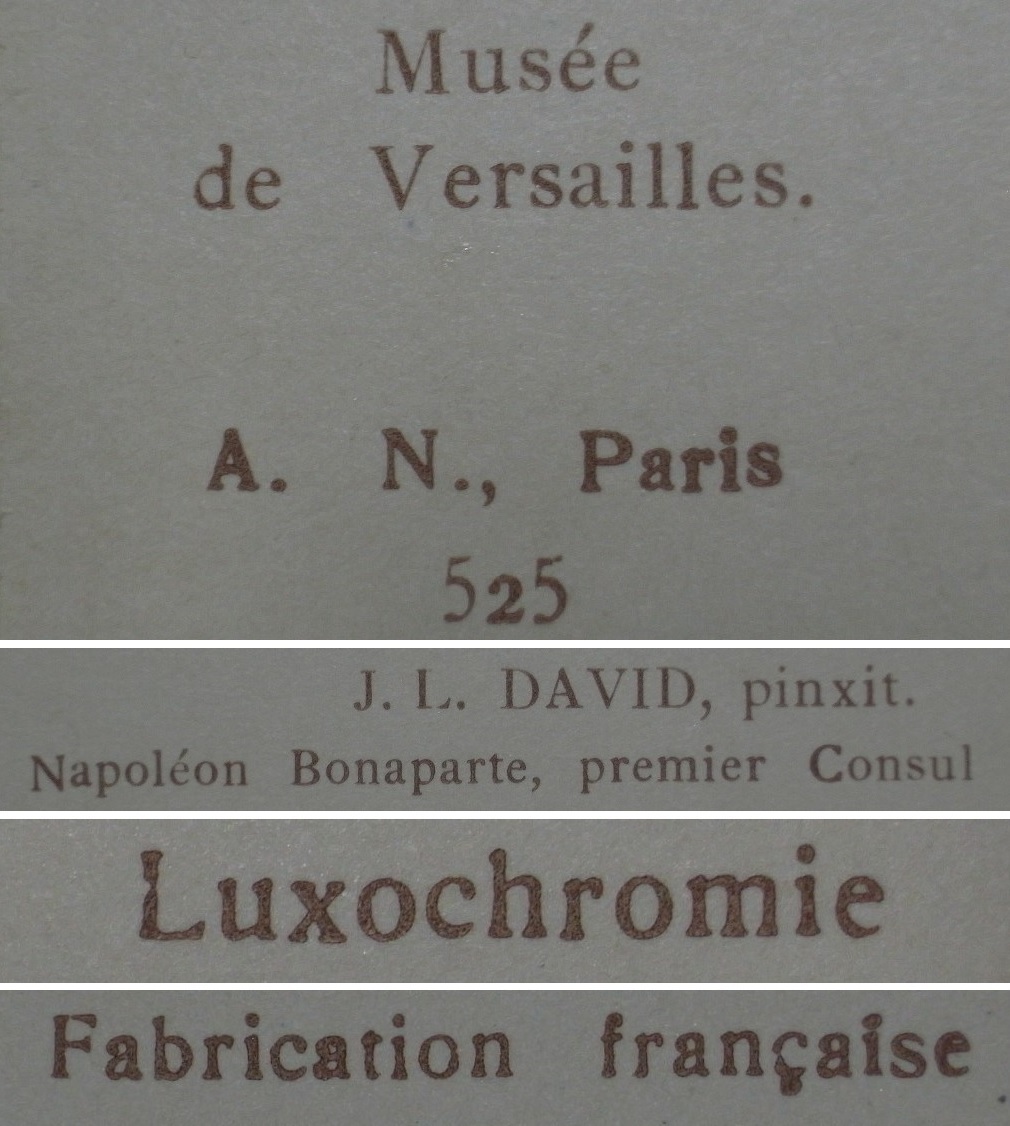 Musée
de Versailles.
A. N., Paris
525
J. L. DAVID, pinxit.
Napoléon Bonaparte, premier Consul
Luxochromie
Fabrication française